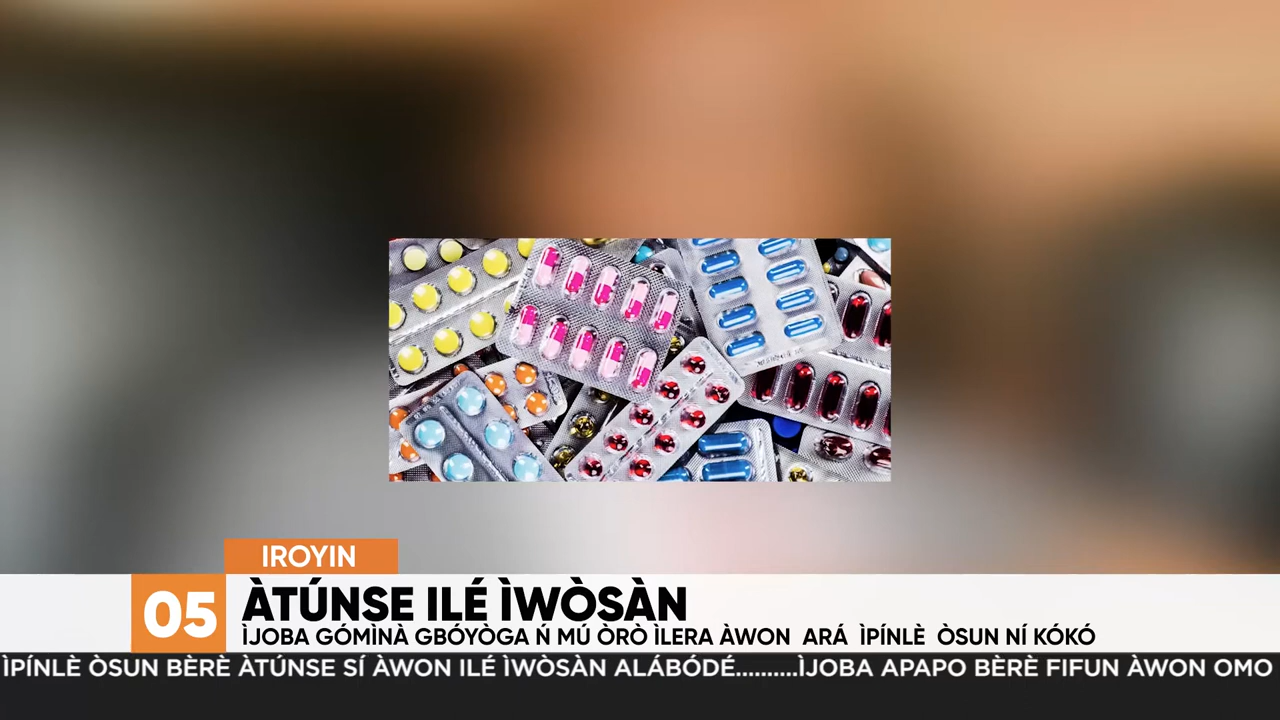 IROYIN
05
ÀTÚNSE ILÉ ÌWÒSÀN
ÌJOBA GÓMÌNÀ GBÓYÒGA Ń MÚ ÒRÒ ÌLERA ÀWON ARÁ ÌPÍNLÈ ÒSUN NÍ KÓKÓ
ÌPÍNLÈ ÒSUN BÈRÈ ÀTÚNSE SÍ ÀWON ILÉ ÌWÒSÀN ALÁBÓDÉ..........ÌJOBA APAPO BÈRÈ FIFUN ÀWON OMO